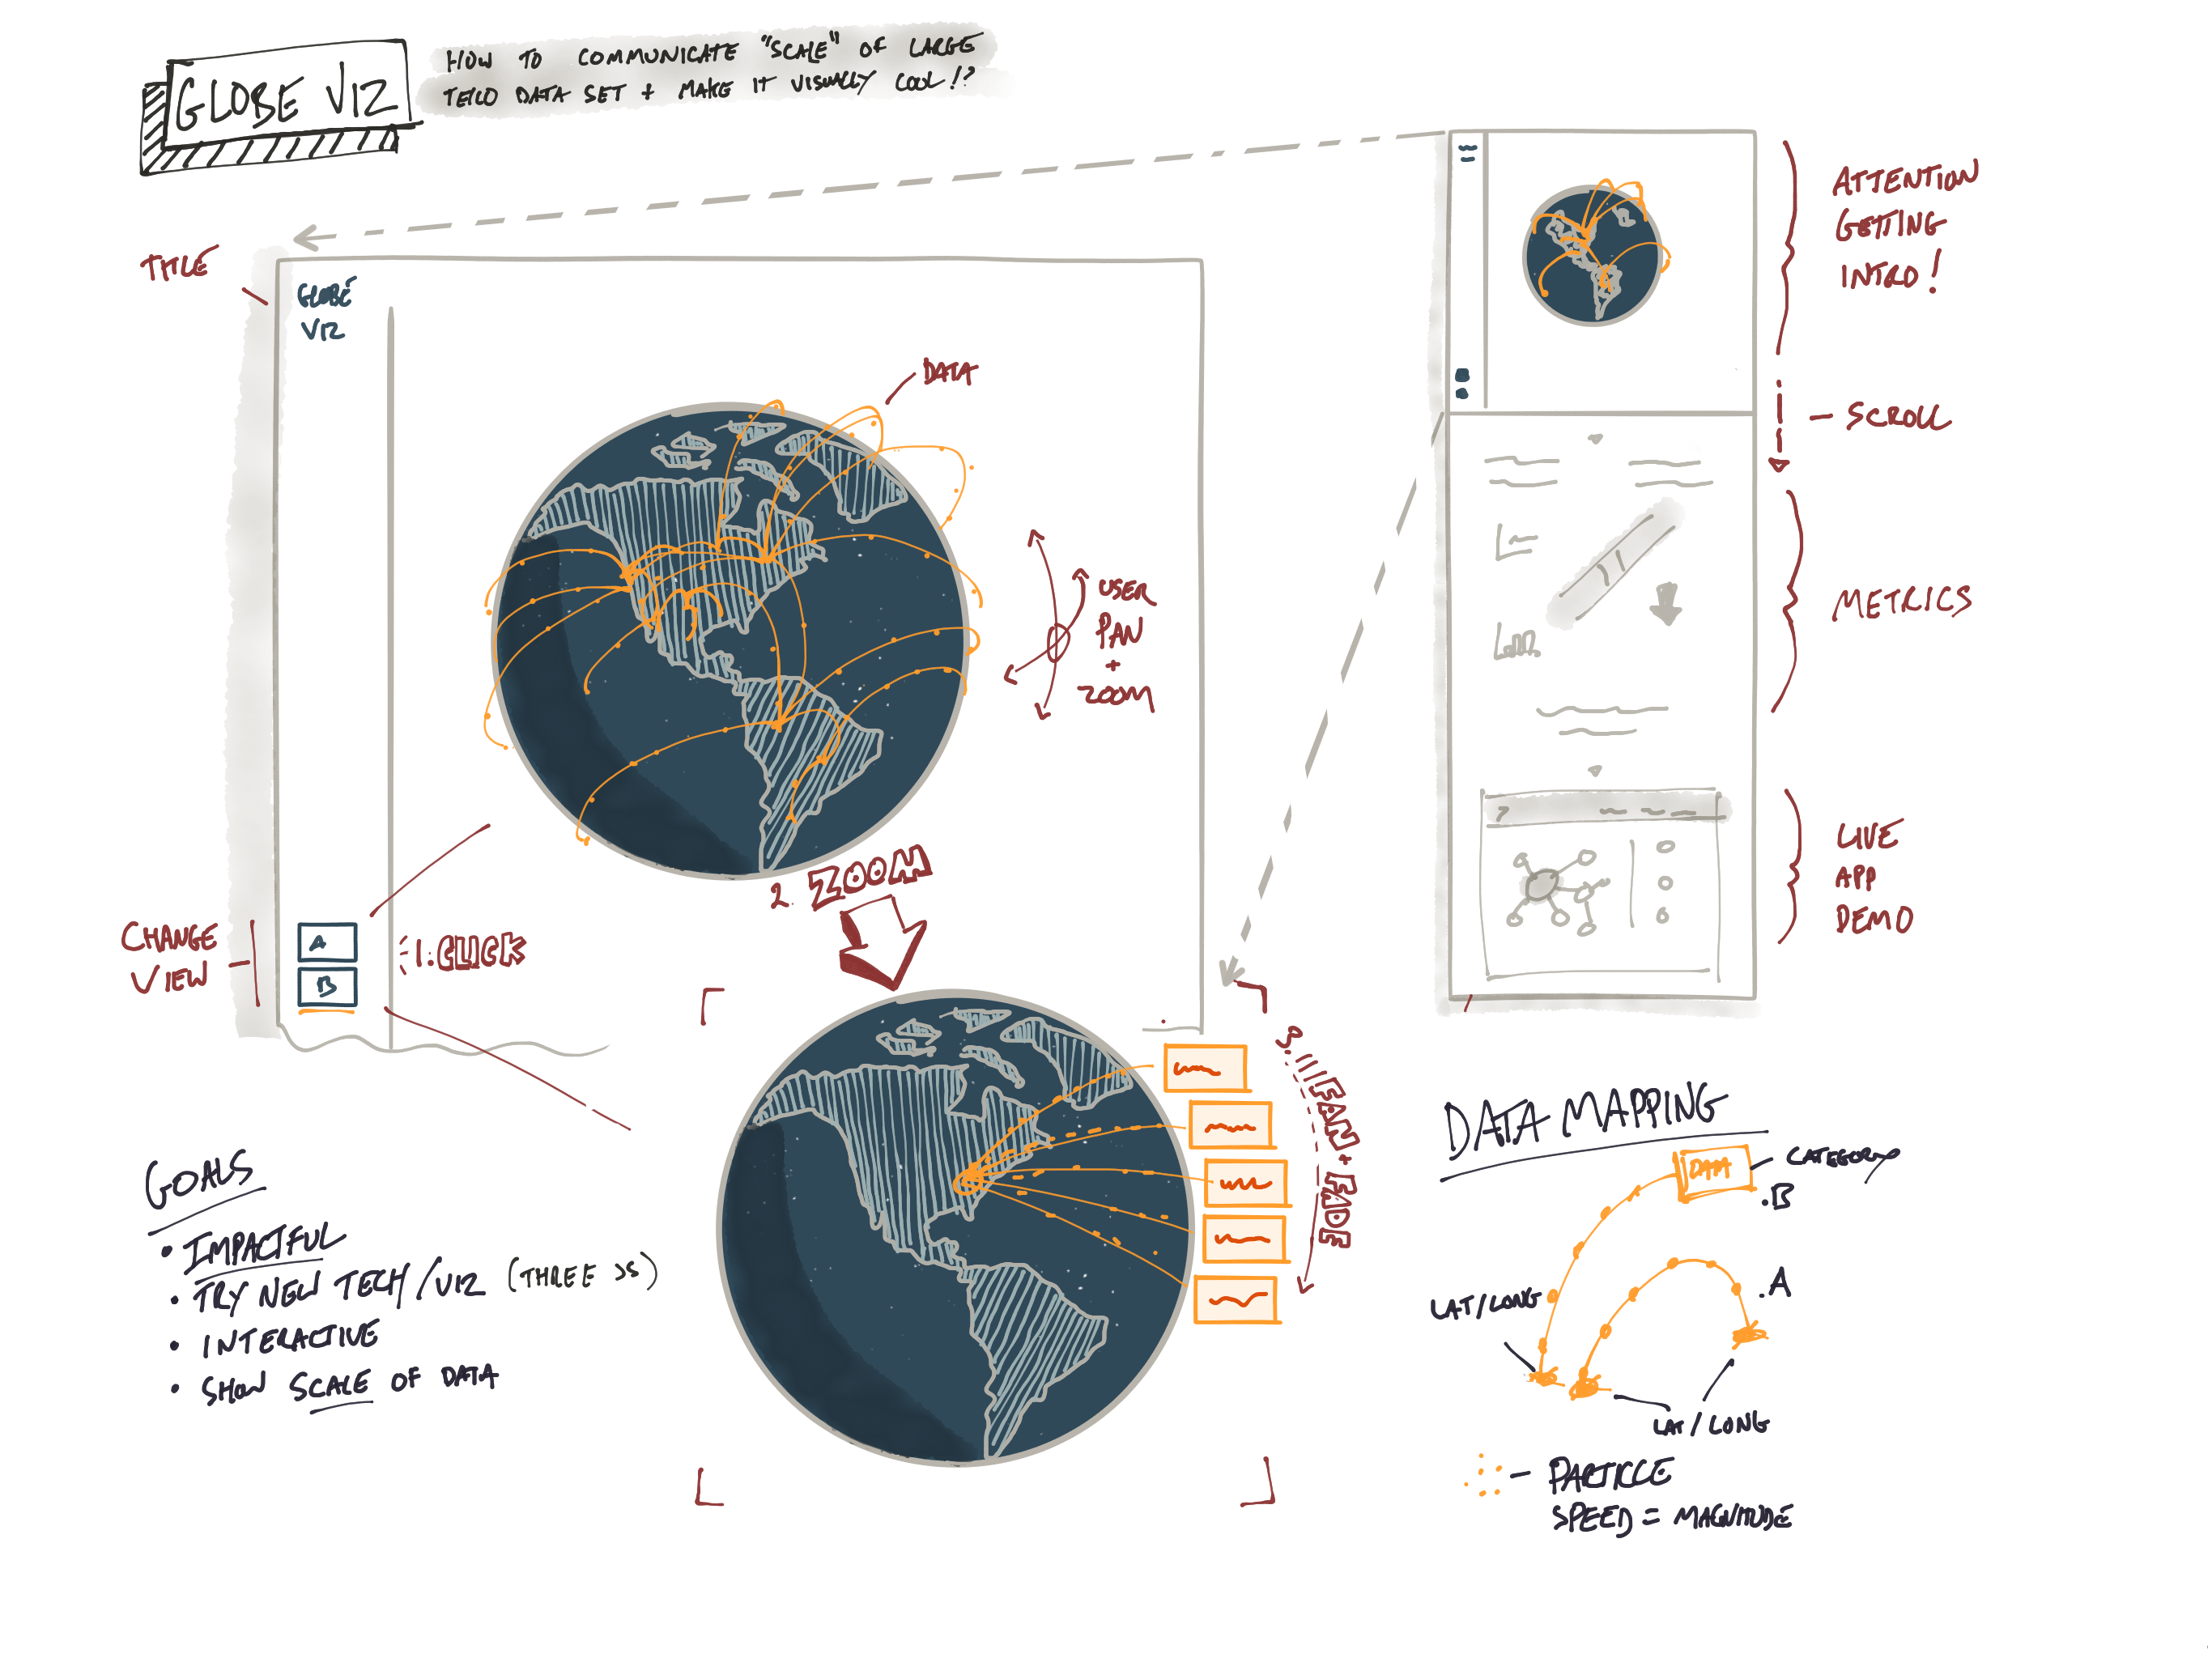 GLOBE VIZ
HOW TO COMMUNICATE "SCALE" OF LARGE
TELCO DATA SET + MAKE IT VISUALLY COOL!?
TITLE
GLOBE
VIZ
DATA
USER
PAN
+
ZOOM
CHANGE
VIEW
A
B
1. CLICK
2. ZOOM
3. FAN + FADE
ATTENTION
GETTING
INTRO!
- SCROLL
METRICS
LIVE
APP
DEMO
GOALS
• IMPACTFUL
• TRY NEW TECH/VIZ (THREE JS)
• INTERACTIVE
• SHOW SCALE OF DATA
DATA MAPPING
DATA
CATEGORY
.B
.A
LAT/LONG
LAT/LONG
- PARTICLE
SPEED = MAGNITUDE